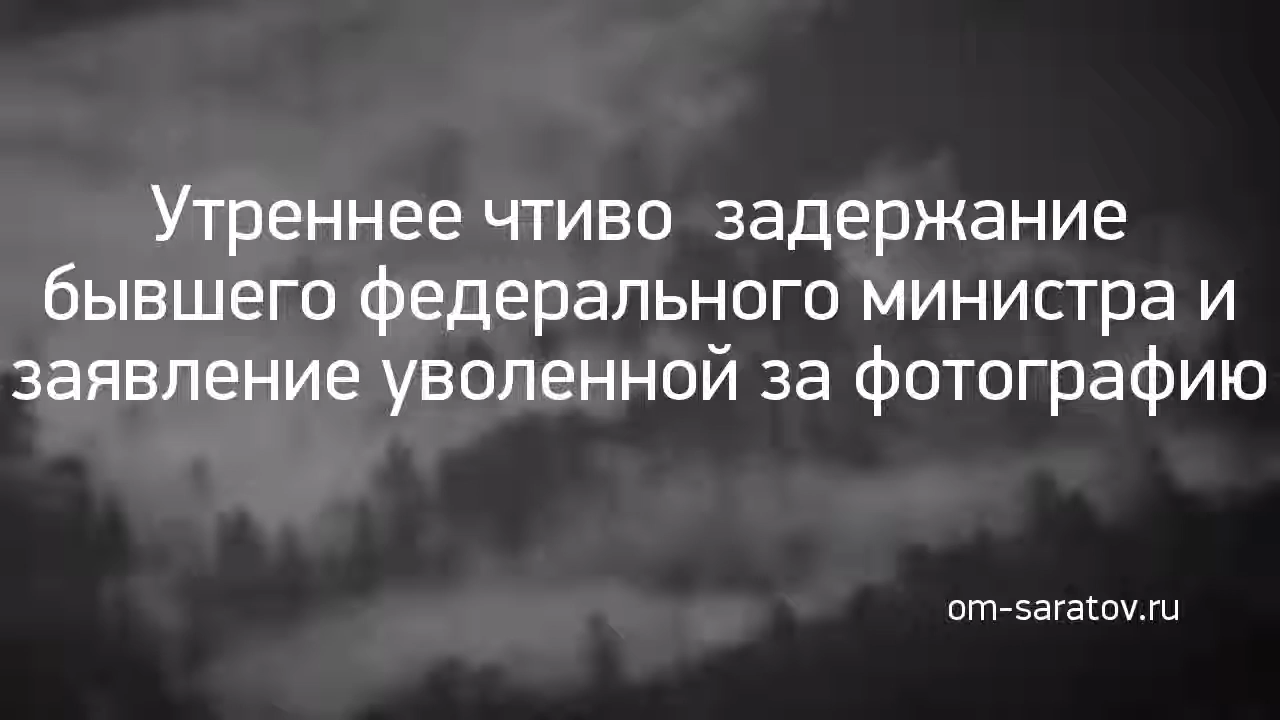 Утреннее чтиво  задержание
бывшего федерального министра и
заявление уволенной за фотографию
om-saratov.ru